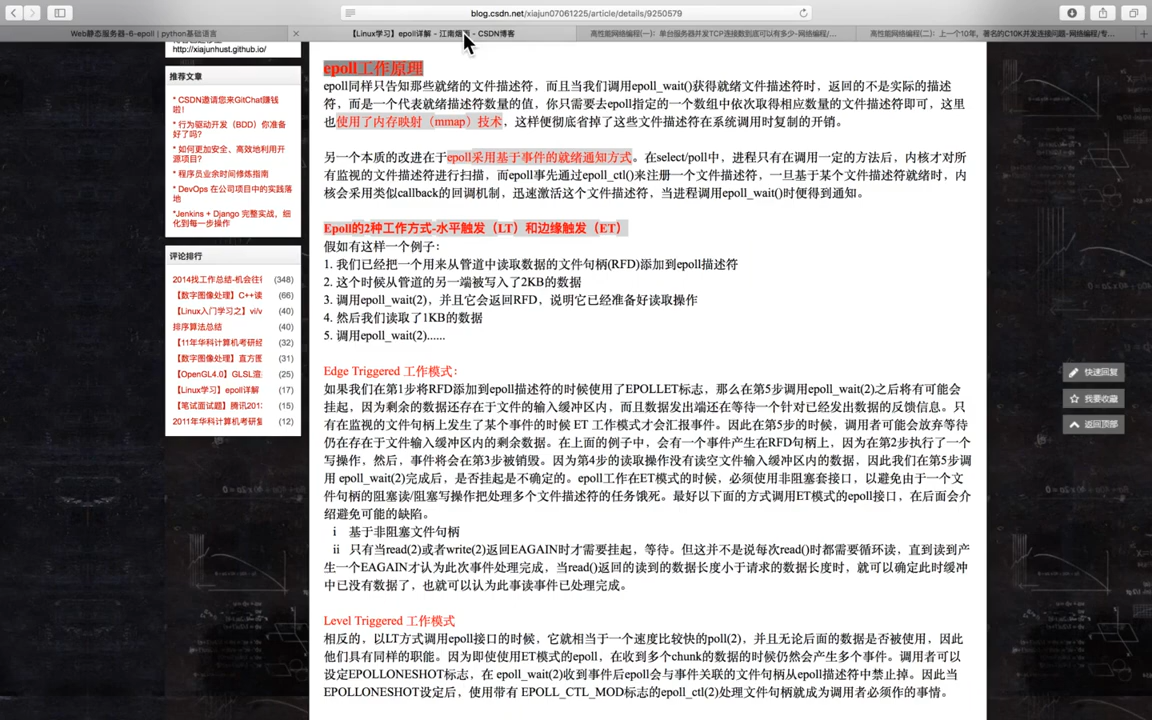 blog.csdn.net/xiajun07061225/article/details/9250579
Web静态服务器-6-epoll | python基础语言
【Linux学习】epoll详解 - 江南烟雨 - CSDN博客
高性能网络编程(一)：单台服务器并发TCP连接数到底可以有多少-网络编程/...
高性能网络编程(二)：上一个10年，著名的C10K并发连接问题-网络编程/专...
http://xiajunhust.github.io/
推荐文章
* CSDN邀请您来GitChat赚钱
啦！
* 行为驱动开发（BDD）你准备
好了吗？
* 如何更加安全、高效地利用开
源项目？
* 程序员业余时间修炼指南
* DevOps 在公司项目中的实践落
地
*Jenkins + Django 完整实战，细
化到每一步操作
评论排行
2014找工作总结-机会往往 (348)
【数字图像处理】C++读 (66)
【Linux入门学习之】vi/v (40)
排序算法总结 (40)
【11年华科计算机考研经 (32)
【数字图像处理】直方图 (31)
【OpenGL4.0】GLSL渲 (25)
【Linux学习】epoll详解 (17)
【笔试面试题】腾讯201 (15)
2011年华科计算机考研复 (12)
epoll工作原理
epoll同样只告知那些就绪的文件描述符，而且当我们调用epoll_wait()获得就绪文件描述符时，返回的不是实际的描述
符，而是一个代表就绪描述符数量的值，你只需要去epoll指定的一个数组中依次取得相应数量的文件描述符即可，这里
也使用了内存映射（mmap）技术，这样便彻底省掉了这些文件描述符在系统调用时复制的开销。
另一个本质的改进在于epoll采用基于事件的就绪通知方式。在select/poll中，进程只有在调用一定的方法后，内核才对所
有监视的文件描述符进行扫描，而epoll事先通过epoll_ctl()来注册一个文件描述符，一旦基于某个文件描述符就绪时，内
核会采用类似callback的回调机制，迅速激活这个文件描述符，当进程调用epoll_wait()时便得到通知。
Epoll的2种工作方式-水平触发（LT）和边缘触发（ET）
假如有这样一个例子：
1. 我们已经把一个用来从管道中读取数据的文件句柄(RFD)添加到epoll描述符
2. 这个时候从管道的另一端被写入了2KB的数据
3. 调用epoll_wait(2)，并且它会返回RFD，说明它已经准备好读取操作
4. 然后我们读取了1KB的数据
5. 调用epoll_wait(2)......
Edge Triggered 工作模式：
如果我们在第1步将RFD添加到epoll描述符的时候使用了EPOLLET标志，那么在第5步调用epoll_wait(2)之后将有可能会
挂起，因为剩余的数据还存在于文件的输入缓冲区内，而且数据发出端还在等待一个针对已经发出数据的反馈信息。只
有在监视的文件句柄上发生了某个事件的时候 ET 工作模式才会汇报事件。因此在第5步的时候，调用者可能会放弃等待
仍在存在于文件输入缓冲区内的剩余数据。在上面的例子中，会有一个事件产生在RFD句柄上，因为在第2步执行了一个
写操作，然后，事件将会在第3步被销毁。因为第4步的读取操作没有读空文件输入缓冲区内的数据，因此我们在第5步调
用 epoll_wait(2)完成后，是否挂起是不确定的。epoll工作在ET模式的时候，必须使用非阻塞套接口，以避免由于一个文
件句柄的阻塞读/阻塞写操作把处理多个文件描述符的任务饿死。最好以下面的方式调用ET模式的epoll接口，在后面会介
绍避免可能的缺陷。
i 基于非阻塞文件句柄
ii 只有当read(2)或者write(2)返回EAGAIN时才需要挂起，等待。但这并不是说每次read()时都需要循环读，直到读到产
生一个EAGAIN才认为此次事件处理完成，当read()返回的读到的数据长度小于请求的数据长度时，就可以确定此时缓冲
中已没有数据了，也就可以认为此事读事件已处理完成。
Level Triggered 工作模式
相反的，以LT方式调用epoll接口的时候，它就相当于一个速度比较快的poll(2)，并且无论后面的数据是否被使用，因此
他们具有同样的职能。因为即使使用ET模式的epoll，在收到多个chunk的数据的时候仍然会产生多个事件。调用者可以
设定EPOLLONESHOT标志，在 epoll_wait(2)收到事件后epoll会与事件关联的文件句柄从epoll描述符中禁止掉。因此当
EPOLLONESHOT设定后，使用带有 EPOLL_CTL_MOD标志的epoll_ctl(2)处理文件句柄就成为调用者必须作的事情。
快速回复
我要收藏
返回顶部